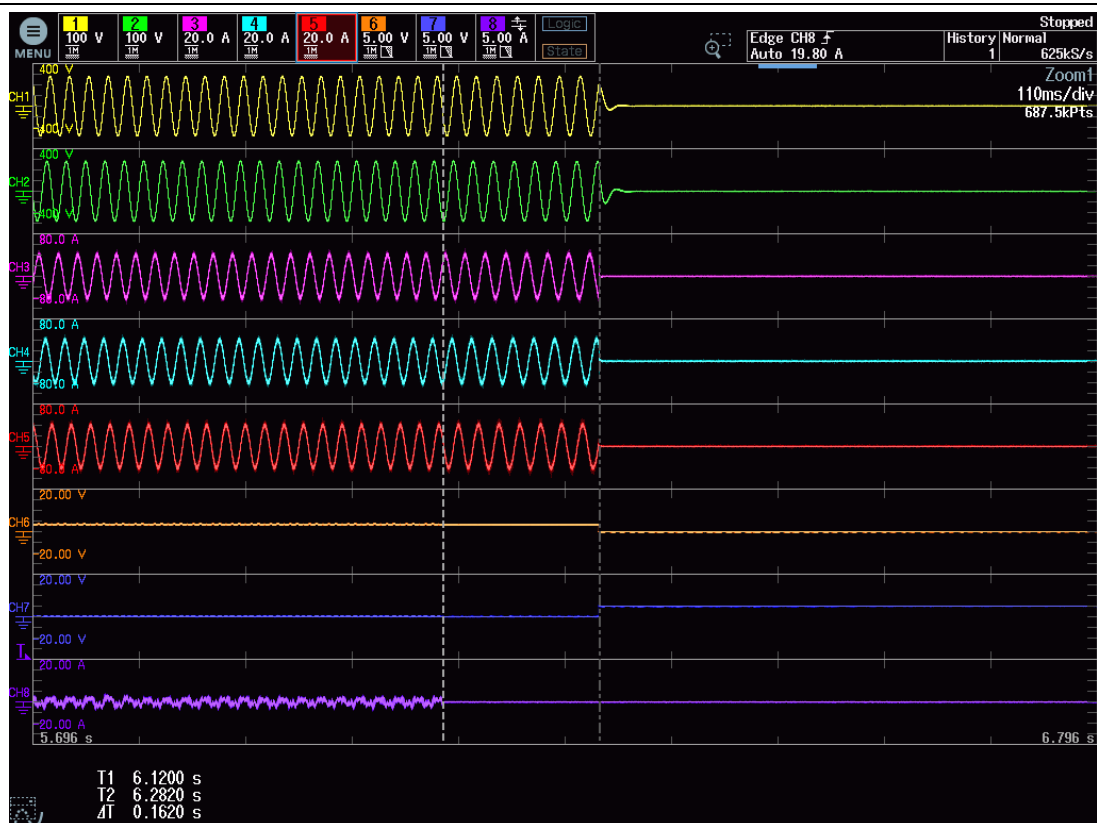 MENU
1 100 V 1M
2 100 V 1M
3 20.0 A 1M
4 20.0 A 1M
5 20.0 A 1M
6 5.00 V 1M
7 5.00 V 1M
8 5.00 A 1M
Logic
State
Edge CH8
Auto 19.80 A
Stopped
History Normal
1 625kS/s
Zoom1
110ms/div
687.5kPts
400 V
CH1
-400 V
400 V
CH2
-400 V
80.0 A
CH3
-80.0 A
80.0 A
CH4
-80.0 A
80.0 A
CH5
-80.0 A
20.00 V
CH6
-20.00 V
20.00 V
CH7
-20.00 V
T
20.00 A
CH8
-20.00 A
5.696 s 6.796 s
T1 6.1200 s
T2 6.2820 s
ΔT 0.1620 s